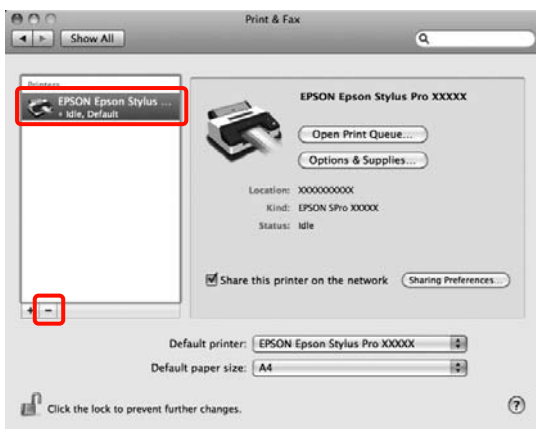 Print & Fax
Show All
Printers
EPSON Epson Stylus ...
• Idle, Default
EPSON Epson Stylus Pro XXXXX
Open Print Queue...
Options & Supplies...
Location: XXXXXXXXXX
Kind: EPSON SPro XXXXX
Status: Idle
Share this printer on the network
Sharing Preferences...
+ −
Default printer: EPSON Epson Stylus Pro XXXXX
Default paper size: A4
Click the lock to prevent further changes.
?